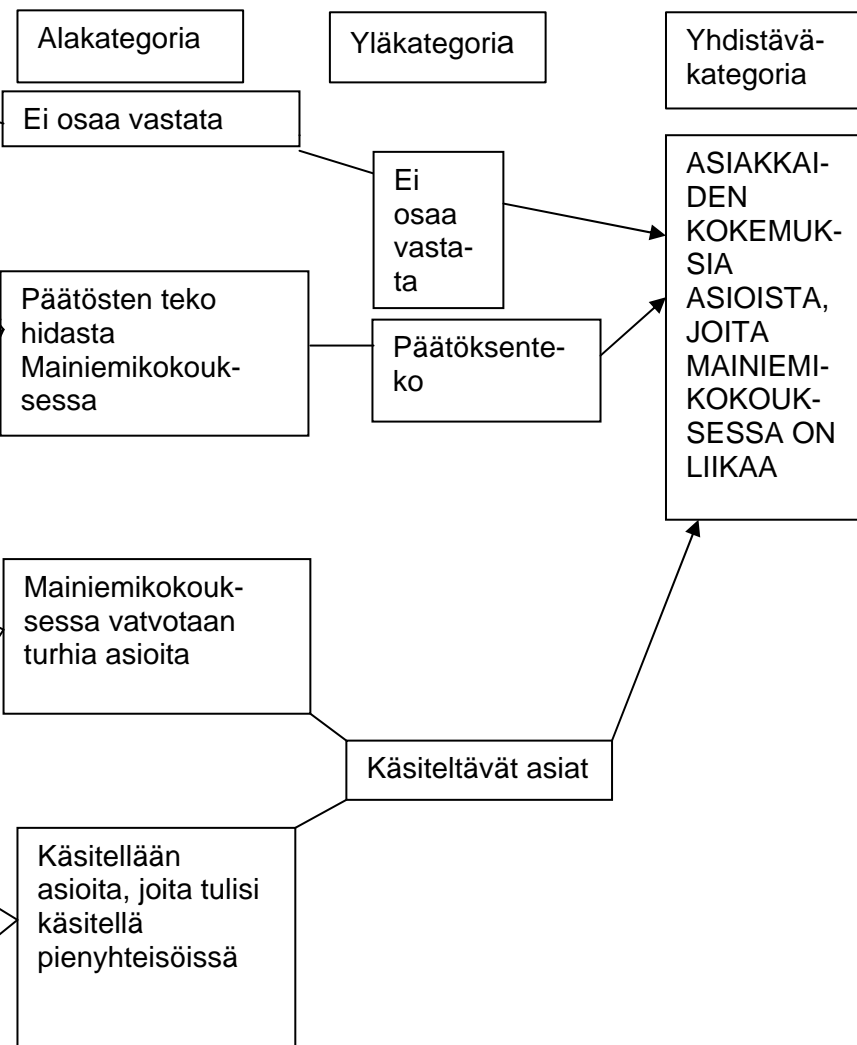 Alakategoria
Yläkategoria
Yhdistävä-
kategoria
Ei osaa vastata
Ei
osaa
vasta-
ta
ASIAKKAI-
DEN
KOKEMUK-
SIA
ASIOISTA,
JOITA
MAINIEMI-
KOKOUK-
SESSA ON
LIIKAA
Päätösten teko
hidasta
Mainiemikokouk-
sessa
Päätöksente-
ko
Mainiemikokouk-
sessa vatvotaan
turhia asioita
Käsiteltävät asiat
Käsitellään
asioita, joita tulisi
käsitellä
pienyhteisöissä